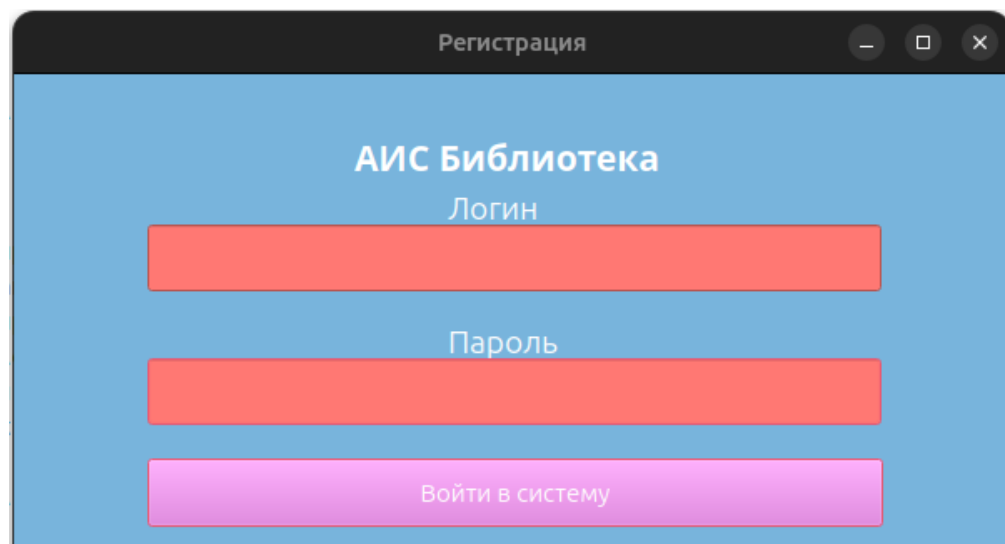 Регистрация
АИС Библиотека
Логин
Пароль
Войти в систему